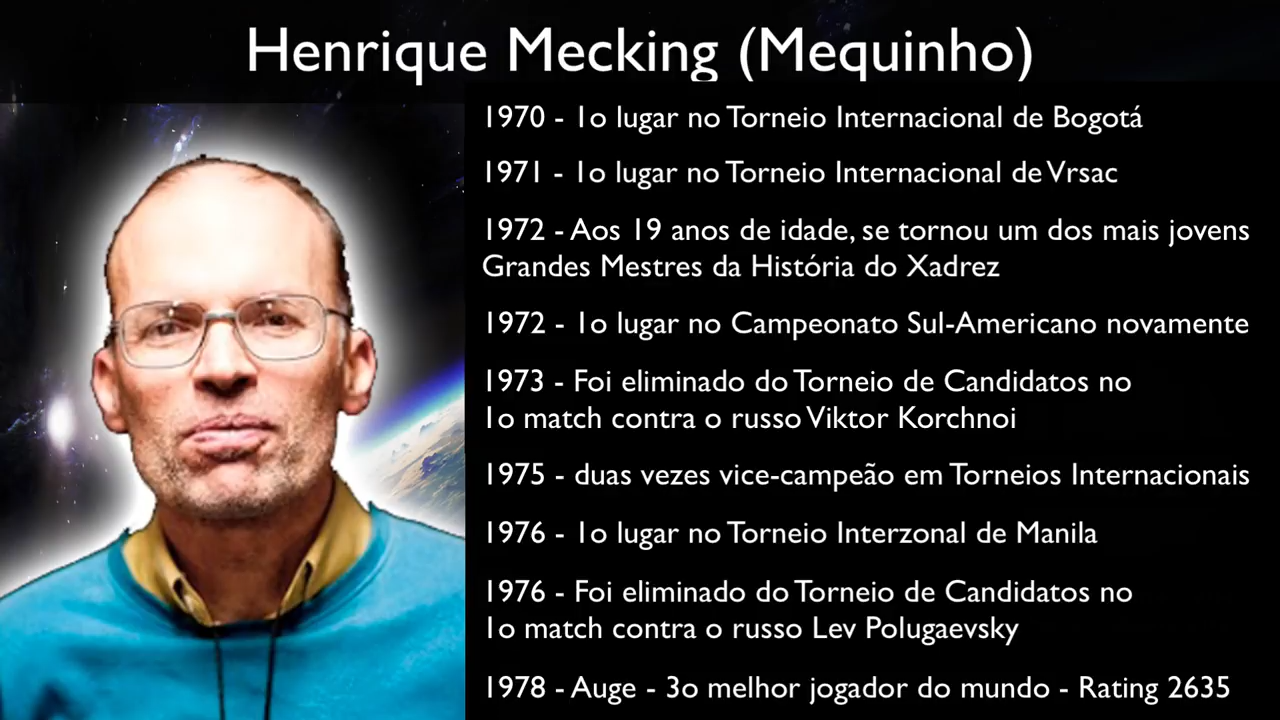 Henrique Mecking (Mequinho)
1970 - 1o lugar no Torneio Internacional de Bogotá
1971 - 1o lugar no Torneio Internacional de Vrsac
1972 - Aos 19 anos de idade, se tornou um dos mais jovens
Grandes Mestres da História do Xadrez
1972 - 1o lugar no Campeonato Sul-Americano novamente
1973 - Foi eliminado do Torneio de Candidatos no
1o match contra o russo Viktor Korchnoi
1975 - duas vezes vice-campeão em Torneios Internacionais
1976 - 1o lugar no Torneio Interzonal de Manila
1976 - Foi eliminado do Torneio de Candidatos no
1o match contra o russo Lev Polugaevsky
1978 - Auge - 3o melhor jogador do mundo - Rating 2635